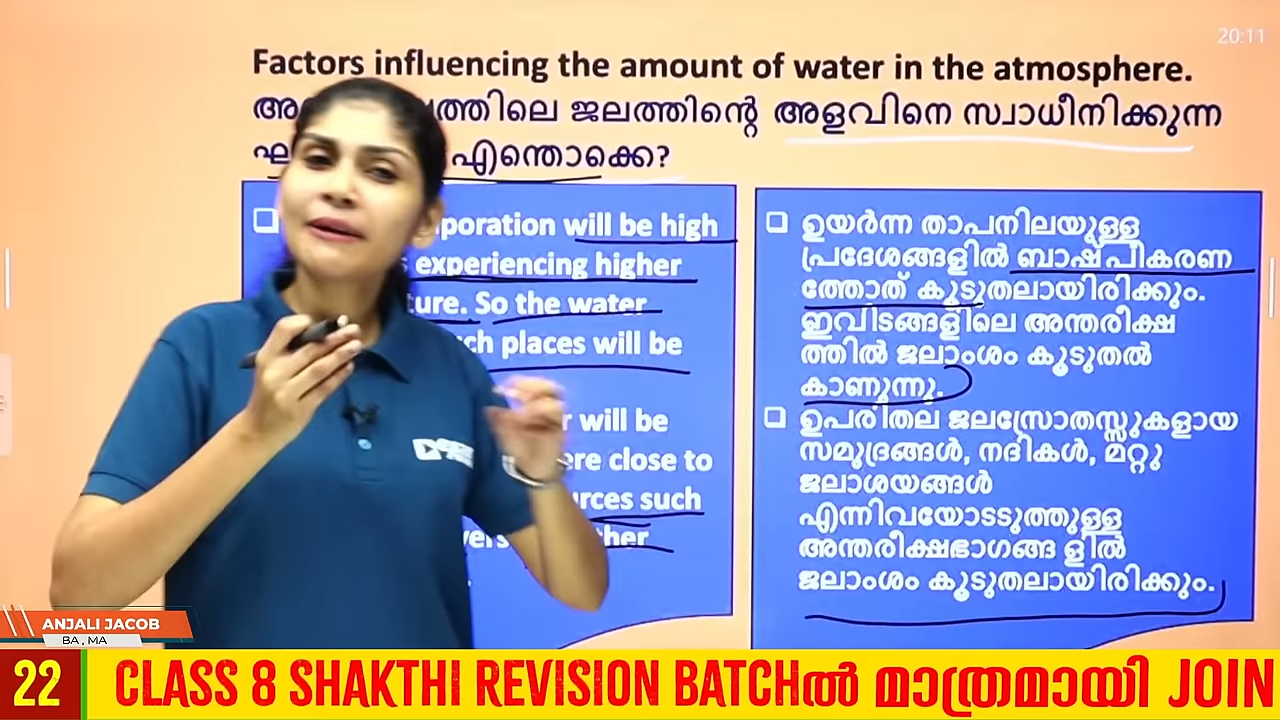 20:11
Factors influencing the amount of water in the atmosphere.
ജലത്തിന്റെ അളവിനെ സ്വാധീനിക്കുന്ന
എന്തൊക്കെ?
will be high
experiencing higher
So the water
places will be
will be
close to
such
ഉയർന്ന താപനിലയുള്ള
പ്രദേശങ്ങളിൽ ബാഷ്പീകരണ
ത്തോത് കൂടുതലായിരിക്കും.
ഇവിടങ്ങളിലെ അന്തരീക്ഷ
ത്തിൽ ജലാംശം കൂടുതൽ
കാണുന്നു.
ഉപരിതല ജലസ്രോതസ്സുകളായ
സമുദ്രങ്ങൾ, നദികൾ, മറ്റു
ജലാശയങ്ങൾ
എന്നിവയോടടുത്തുള്ള
അന്തരീക്ഷഭാഗങ്ങ ളിൽ
ജലാംശം കൂടുതലായിരിക്കും.
ANJALI JACOB
BA , MA
22 CLASS 8 SHAKTHI REVISION BATCHൽ മാത്രമായി JOIN